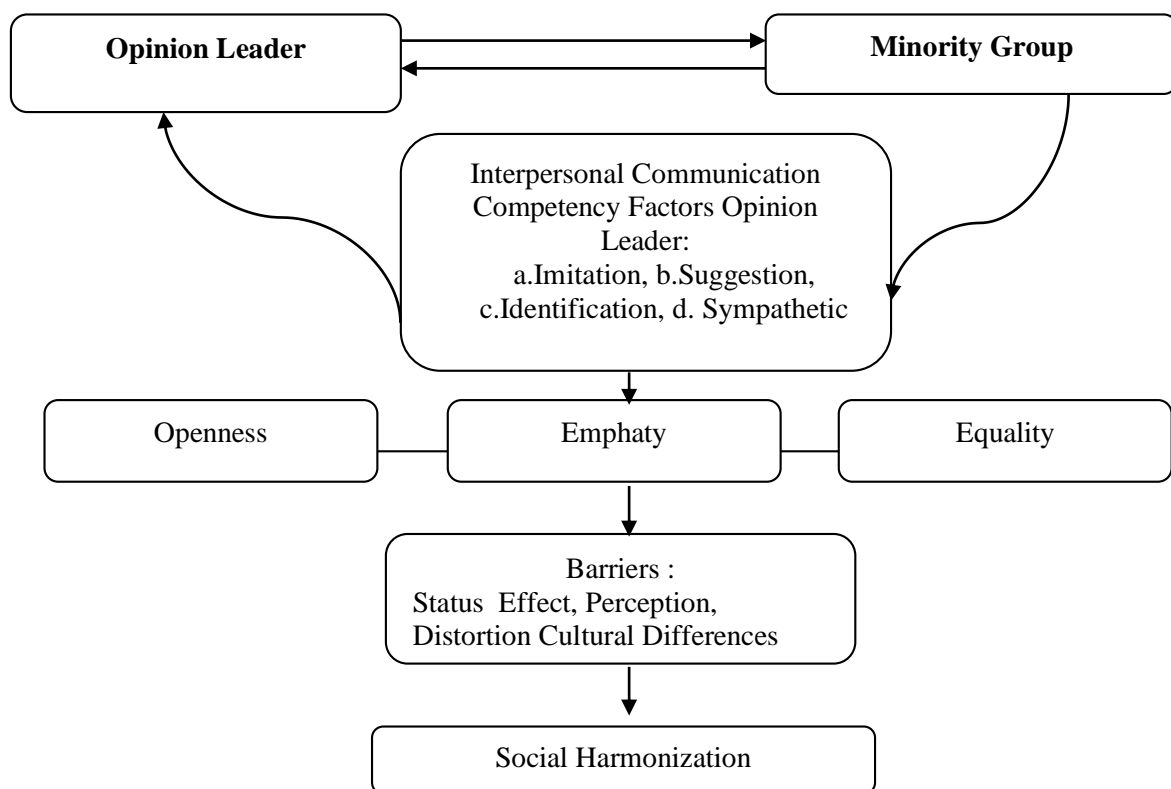 Opinion Leader
Minority Group
Interpersonal Communication
Competency Factors Opinion
Leader:
a.Imitation, b.Suggestion,
c.Identification, d. Sympathetic
Openness
Emphaty
Equality
Barriers :
Status Effect, Perception,
Distortion Cultural Differences
Social Harmonization